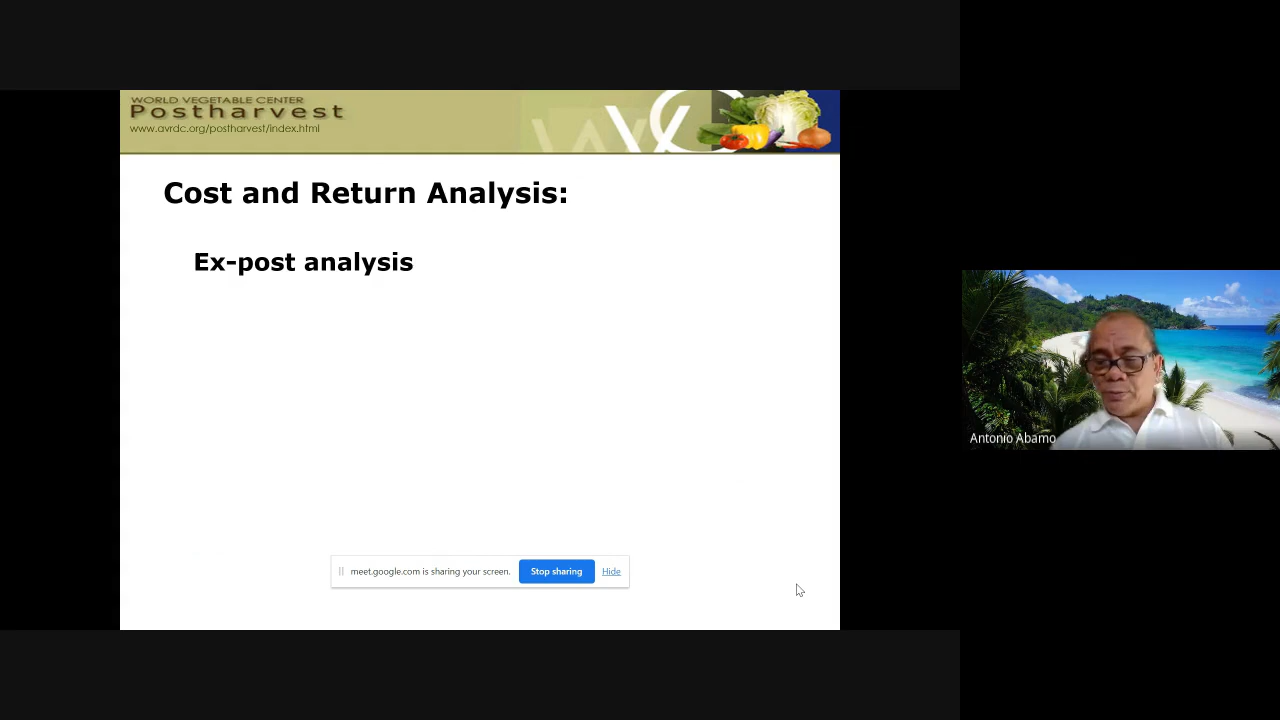 WORLD VEGETABLE CENTER
Postharvest
www.avrdc.org/postharvest/index.html
Cost and Return Analysis:
Ex-post analysis
meet.google.com is sharing your screen. Stop sharing Hide
Antonio Abamo